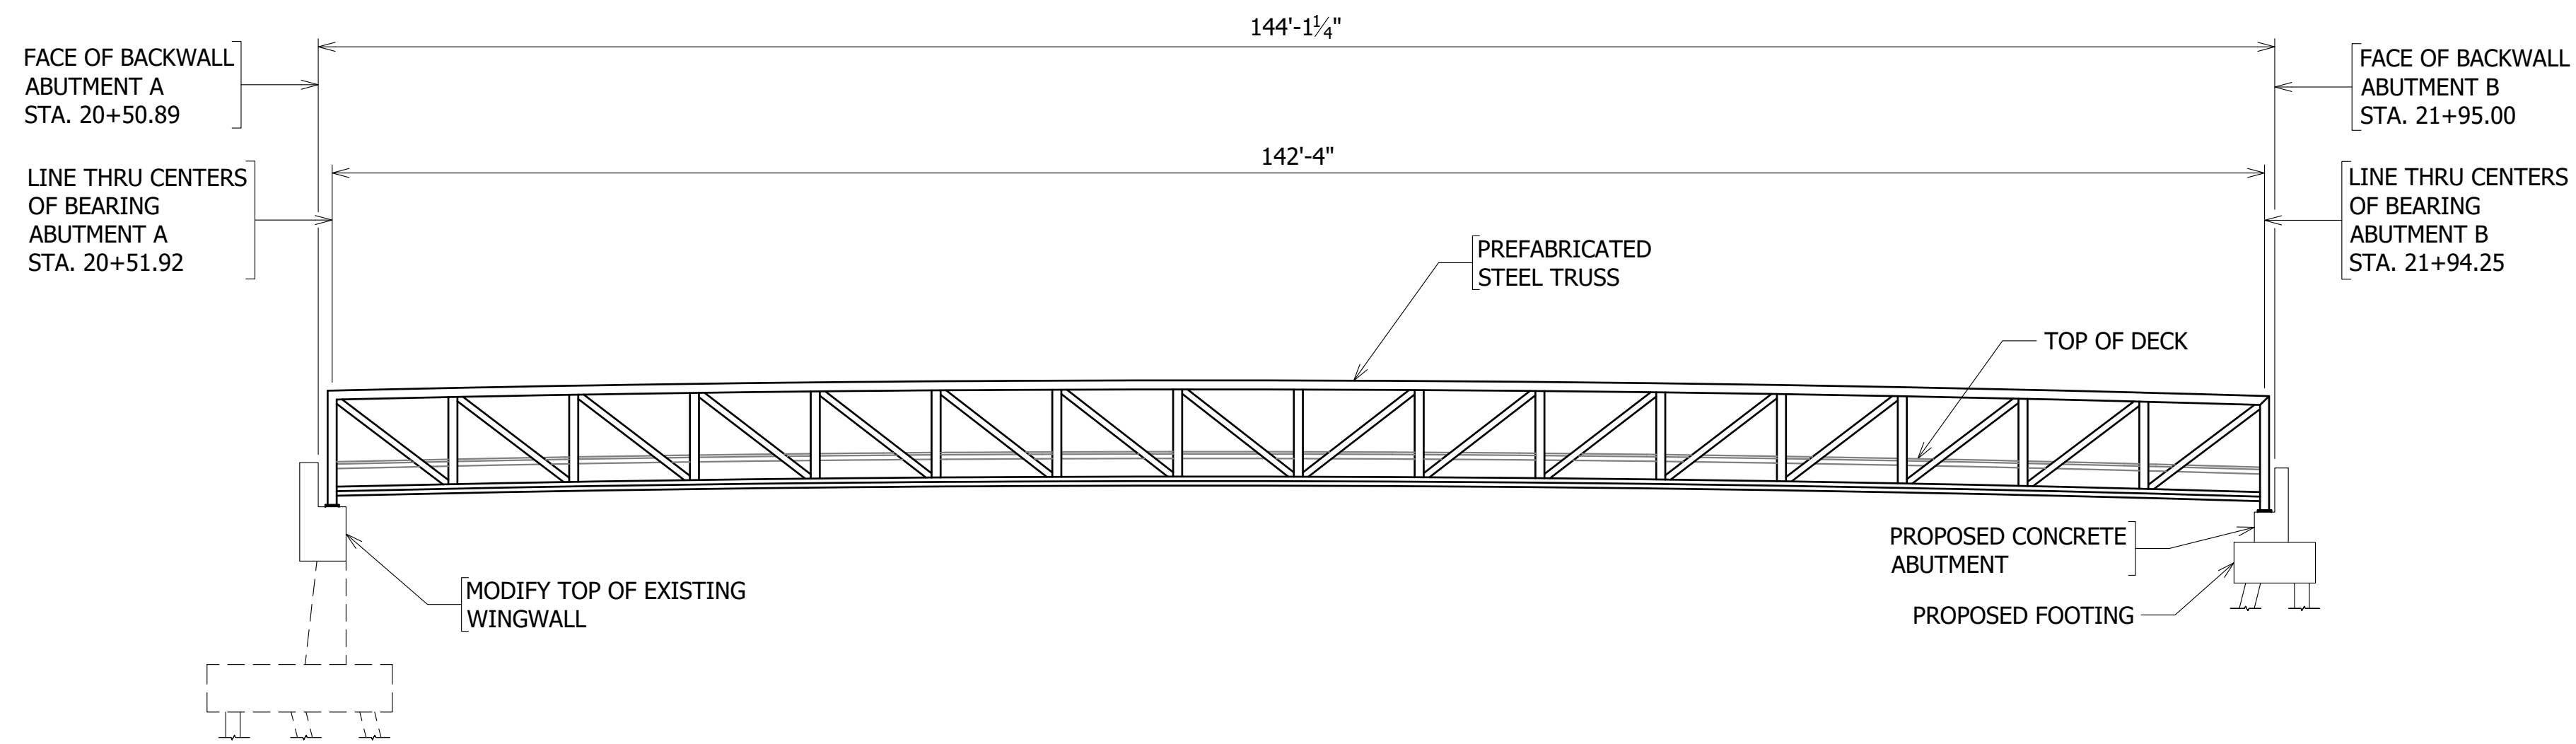 144'-1¼"
FACE OF BACKWALL
ABUTMENT A
STA. 20+50.89
FACE OF BACKWALL
ABUTMENT B
STA. 21+95.00
142'-4"
LINE THRU CENTERS
OF BEARING
ABUTMENT A
STA. 20+51.92
LINE THRU CENTERS
OF BEARING
ABUTMENT B
STA. 21+94.25
PREFABRICATED
STEEL TRUSS
TOP OF DECK
PROPOSED CONCRETE
ABUTMENT
MODIFY TOP OF EXISTING
WINGWALL
PROPOSED FOOTING